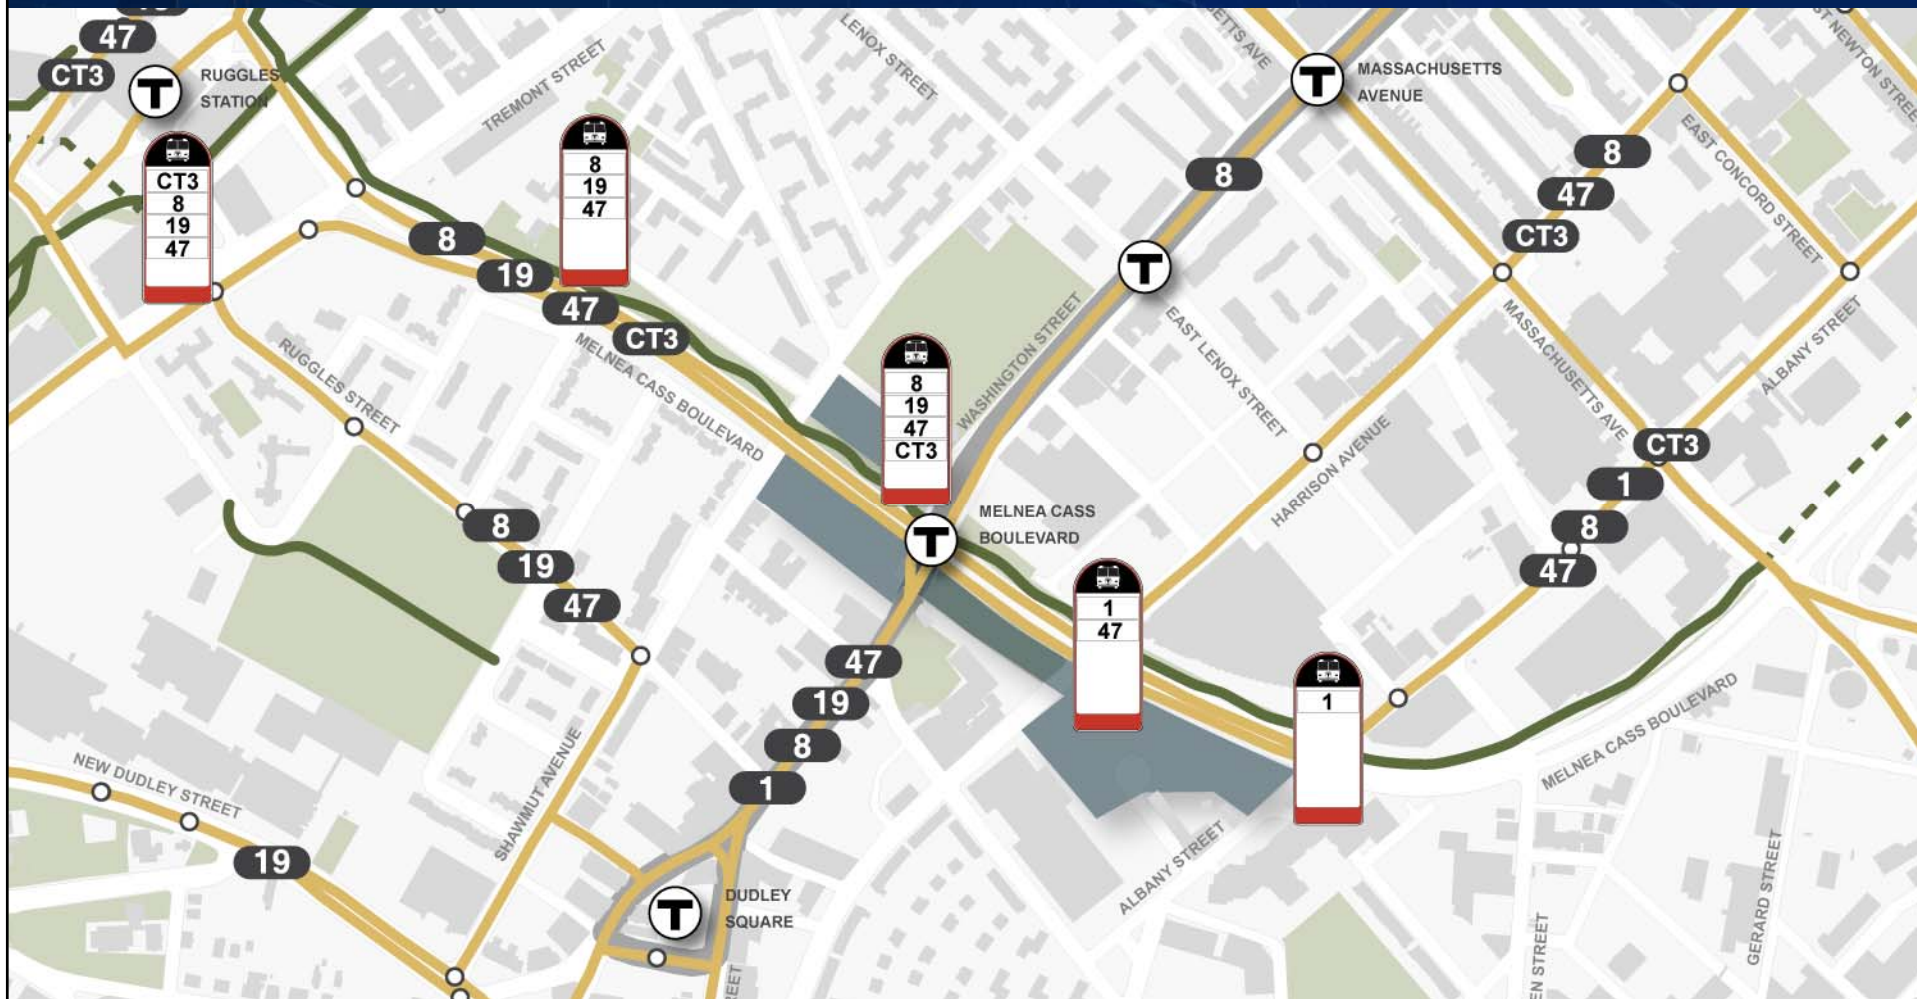 47
CT3
T
RUGGLES
STATION
CT3
8
19
47
TREMONT STREET
LENOX STREET
8
19
47
8
19
47
CT3
MELNEA CASS BOULEVARD
T
MASSACHUSETTS
AVENUE
8
T
WASHINGTON STREET
EAST LENOX STREET
8
47
CT3
EAST CONCORD STREET
MASSACHUSETTS AVE
ALBANY STREET
HARRISON AVENUE
8
19
47
CT3
T
MELNEA CASS
BOULEVARD
CT3
1
8
47
RUGGLES STREET
8
19
47
1
47
1
47
19
8
1
MELNEA CASS BOULEVARD
NEW DUDLEY STREET
19
SHAWMUT AVENUE
T
DUDLEY
SQUARE
ALBANY STREET
GERARD STREET